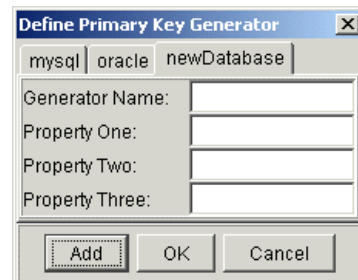 Define Primary Key Generator
mysql oracle newDatabase
Generator Name:
Property One:
Property Two:
Property Three:
Add OK Cancel